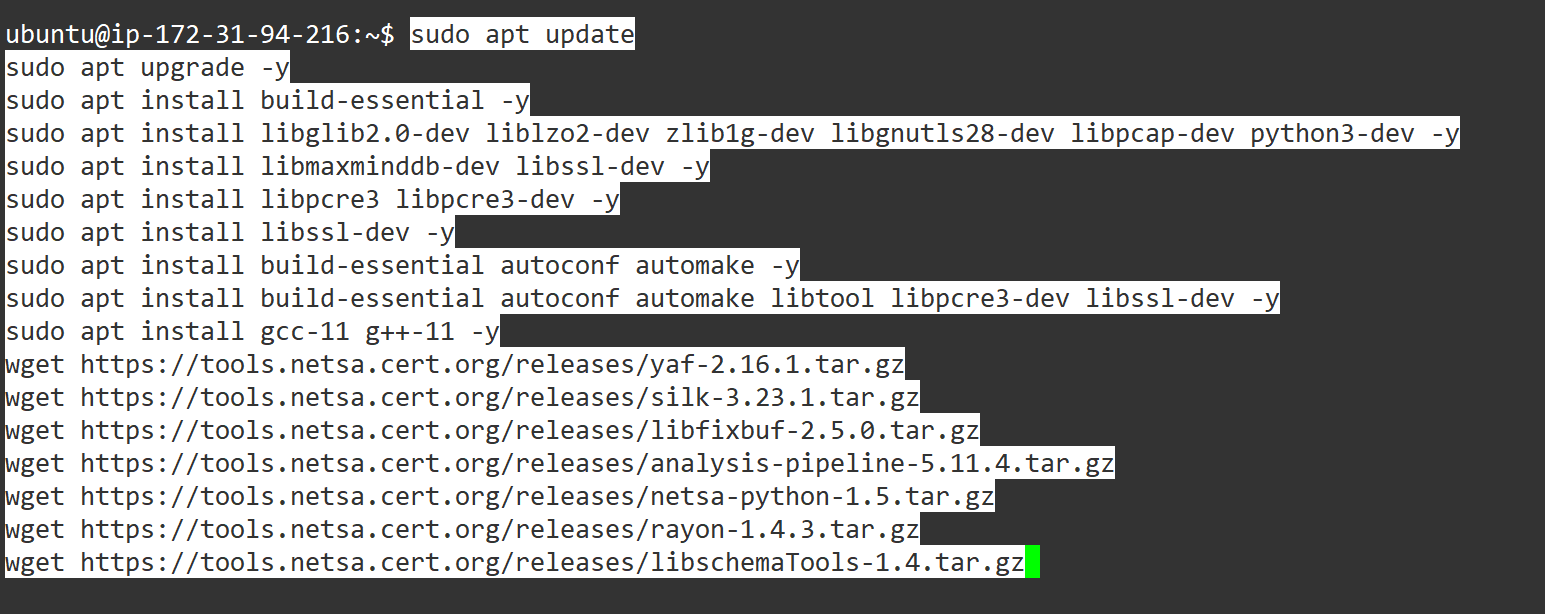 ubuntu@ip-172-31-94-216:~$ sudo apt update
sudo apt upgrade -y
sudo apt install build-essential -y
sudo apt install libglib2.0-dev liblzo2-dev zlib1g-dev libgnutls28-dev libpcap-dev python3-dev -y
sudo apt install libmaxminddb-dev libssl-dev -y
sudo apt install libpcre3 libpcre3-dev -y
sudo apt install libssl-dev -y
sudo apt install build-essential autoconf automake -y
sudo apt install build-essential autoconf automake libtool libpcre3-dev libssl-dev -y
sudo apt install gcc-11 g++-11 -y
wget https://tools.netsa.cert.org/releases/yaf-2.16.1.tar.gz
wget https://tools.netsa.cert.org/releases/silk-3.23.1.tar.gz
wget https://tools.netsa.cert.org/releases/libfixbuf-2.5.0.tar.gz
wget https://tools.netsa.cert.org/releases/analysis-pipeline-5.11.4.tar.gz
wget https://tools.netsa.cert.org/releases/netsa-python-1.5.tar.gz
wget https://tools.netsa.cert.org/releases/rayon-1.4.3.tar.gz
wget https://tools.netsa.cert.org/releases/libschemaTools-1.4.tar.gz